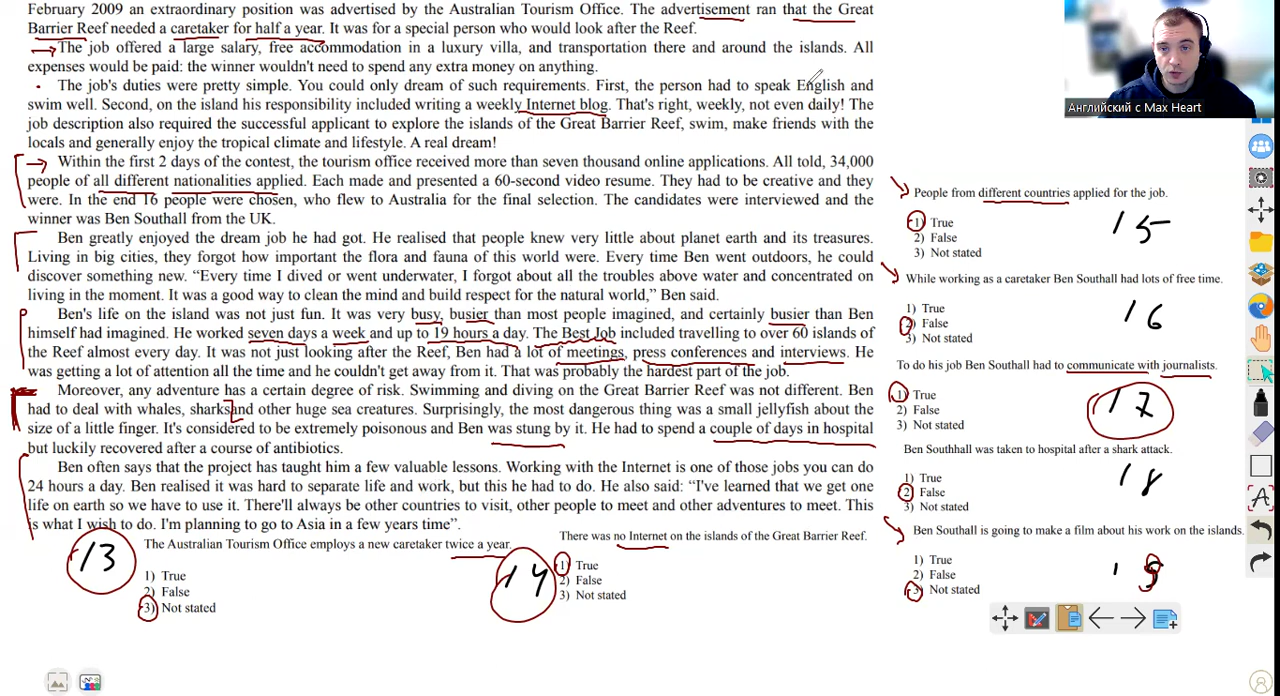 February 2009 an extraordinary position was advertised by the Australian Tourism Office. The advertisement ran that the Great
Barrier Reef needed a caretaker for half a year. It was for a special person who would look after the Reef.
The job offered a large salary, free accommodation in a luxury villa, and transportation there and around the islands. All
expenses would be paid: the winner wouldn't need to spend any extra money on anything.
The job's duties were pretty simple. You could only dream of such requirements. First, the person had to speak English and
swim well. Second, on the island his responsibility included writing a weekly Internet blog. That's right, weekly, not even daily! The
job description also required the successful applicant to explore the islands of the Great Barrier Reef, swim, make friends with the
locals and generally enjoy the tropical climate and lifestyle. A real dream!
Within the first 2 days of the contest, the tourism office received more than seven thousand online applications. All told, 34,000
people of all different nationalities applied. Each made and presented a 60-second video resume. They had to be creative and they
were. In the end 16 people were chosen, who flew to Australia for the final selection. The candidates were interviewed and the
winner was Ben Southall from the UK.
Ben greatly enjoyed the dream job he had got. He realised that people knew very little about planet earth and its treasures.
Living in big cities, they forgot how important the flora and fauna of this world were. Every time Ben went outdoors, he could
discover something new. “Every time I dived or went underwater, I forgot about all the troubles above water and concentrated on
living in the moment. It was a good way to clean the mind and build respect for the natural world,” Ben said.
Ben's life on the island was not just fun. It was very busy, busier than most people imagined, and certainly busier than Ben
himself had imagined. He worked seven days a week and up to 19 hours a day. The Best Job included travelling to over 60 islands of
the Reef almost every day. It was not just looking after the Reef, Ben had a lot of meetings, press conferences and interviews. He
was getting a lot of attention all the time and he couldn't get away from it. That was probably the hardest part of the job.
Moreover, any adventure has a certain degree of risk. Swimming and diving on the Great Barrier Reef was not different. Ben
had to deal with whales, sharks and other huge sea creatures. Surprisingly, the most dangerous thing was a small jellyfish about the
size of a little finger. It's considered to be extremely poisonous and Ben was stung by it. He had to spend a couple of days in hospital
but luckily recovered after a course of antibiotics.
Ben often says that the project has taught him a few valuable lessons. Working with the Internet is one of those jobs you can do
24 hours a day. Ben realised it was hard to separate life and work, but this he had to do. He also said: “I've learned that we get one
life on earth so we have to use it. There'll always be other countries to visit, other people to meet and other adventures to meet. This
is what I wish to do. I'm planning to go to Asia in a few years time”.
13
The Australian Tourism Office employs a new caretaker twice a year.
1) True
2) False
3) Not stated
14
There was no Internet on the islands of the Great Barrier Reef.
1) True
2) False
3) Not stated
Английский с Max Heart
People from different countries applied for the job.
1) True
2) False
3) Not stated
15
While working as a caretaker Ben Southall had lots of free time.
1) True
2) False
3) Not stated
16
To do his job Ben Southall had to communicate with journalists.
1) True
2) False
3) Not stated
17
Ben Southhall was taken to hospital after a shark attack.
1) True
2) False
3) Not stated
18
Ben Southall is going to make a film about his work on the islands.
1) True
2) False
3) Not stated
19